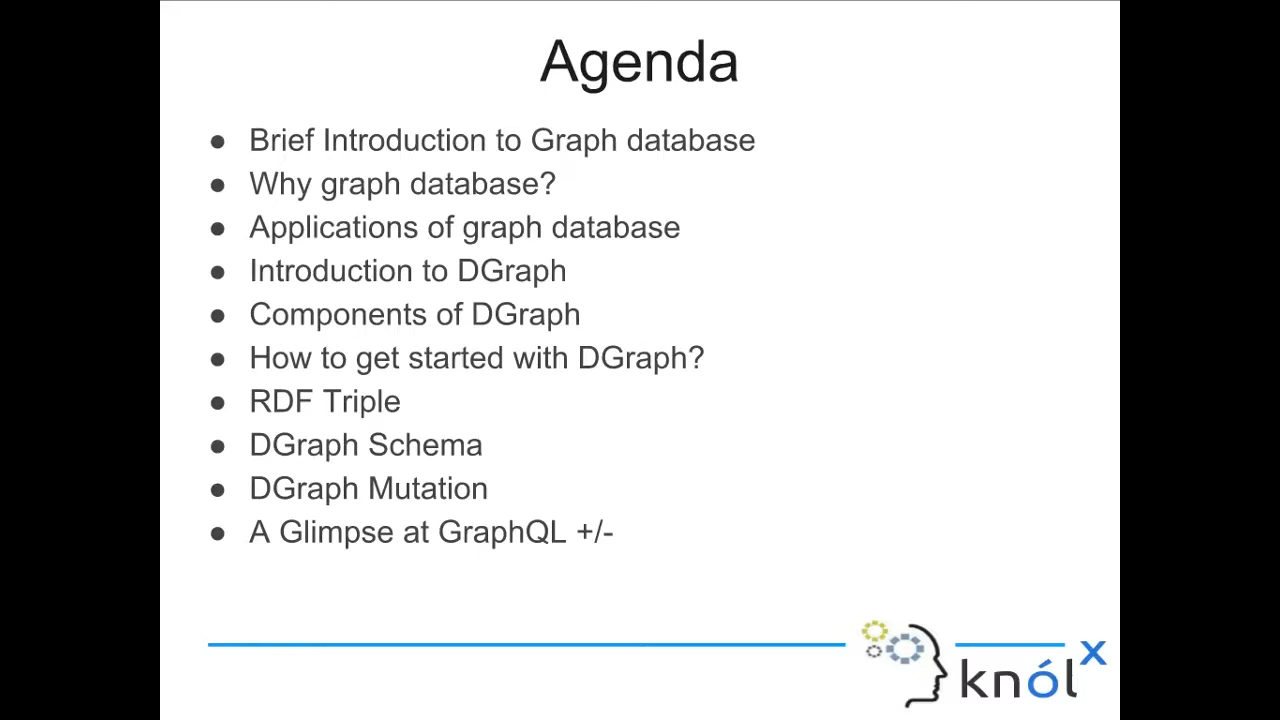 Agenda
● Brief Introduction to Graph database
● Why graph database?
● Applications of graph database
● Introduction to DGraph
● Components of DGraph
● How to get started with DGraph?
● RDF Triple
● DGraph Schema
● DGraph Mutation
● A Glimpse at GraphQL +/-
knólx